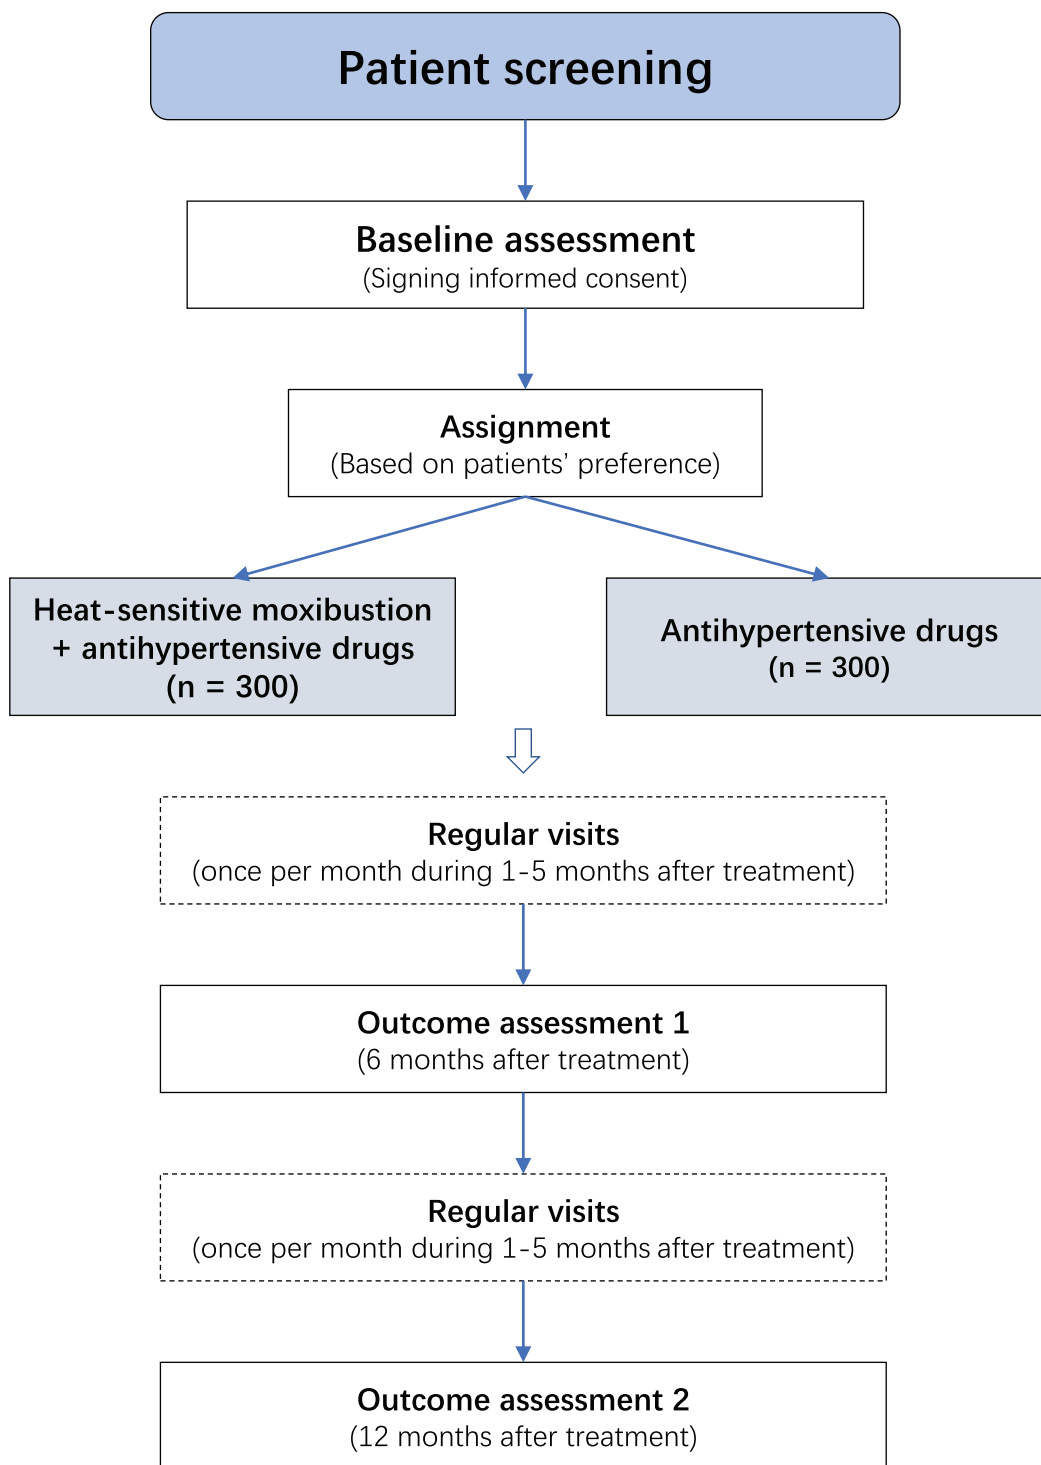 Patient screening
Baseline assessment
(Signing informed consent)
Assignment
(Based on patients’ preference)
Heat-sensitive moxibustion
+ antihypertensive drugs
(n = 300)
Antihypertensive drugs
(n = 300)
Regular visits
(once per month during 1-5 months after treatment)
Outcome assessment 1
(6 months after treatment)
Regular visits
(once per month during 1-5 months after treatment)
Outcome assessment 2
(12 months after treatment)